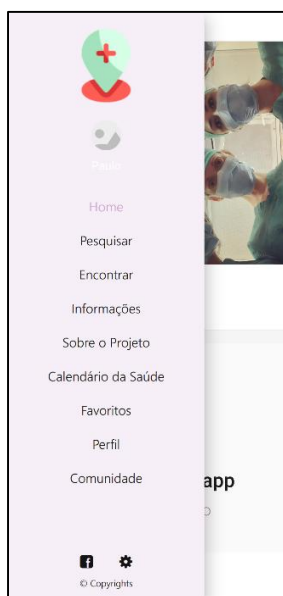 Paulo
Home
Pesquisar
Encontrar
Informações
Sobre o Projeto
Calendário da Saúde
Favoritos
Perfil
Comunidade
app
© Copyrights